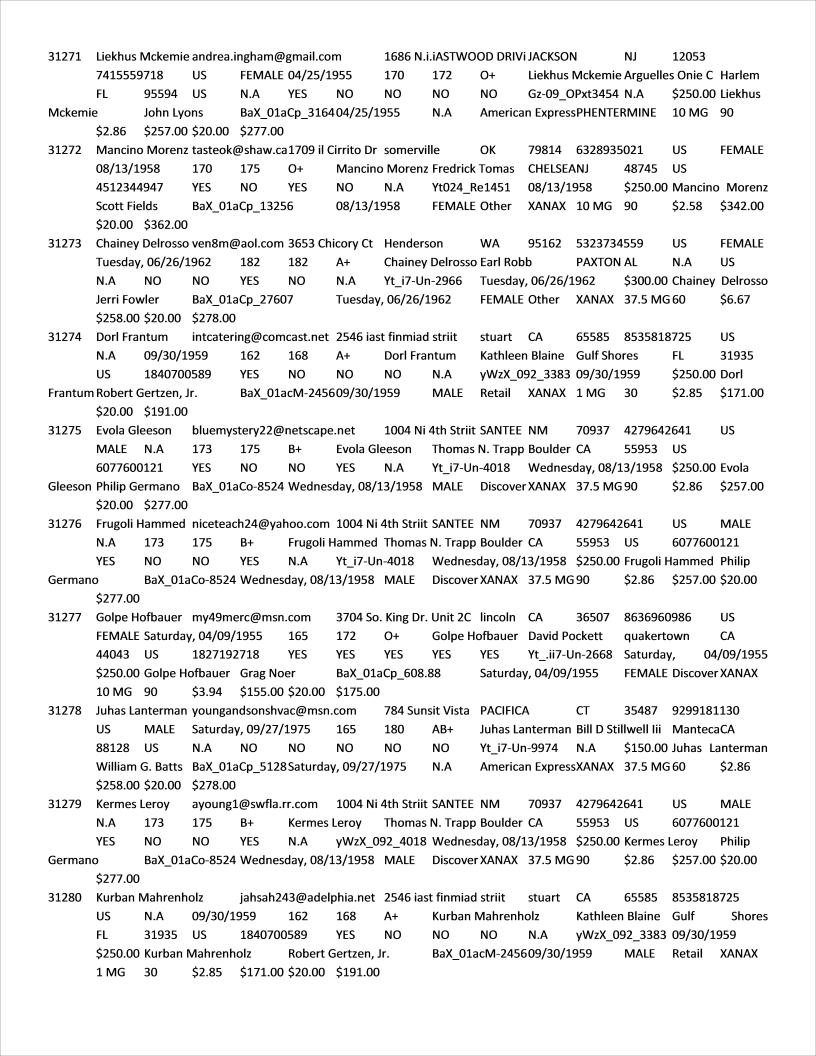 31271 Liekhus Mckemie andrea.ingham@gmail.com 1686 N.i.iASTWOOD DRIVi JACKSON NJ 12053
7415559718 US FEMALE 04/25/1955 170 172 O+ Liekhus Mckemie Arguelles Onie C Harlem
FL 95594 US N.A YES NO NO NO NO Gz-09_OPxt3454 N.A $250.00 Liekhus
Mckemie John Lyons BaX_01aCp_3164 04/25/1955 N.A American Express PHENTERMINE 10 MG 90
$2.86 $257.00 $20.00 $277.00
31272 Mancino Morenz tasteok@shaw.ca 1709 il Cirrito Dr somerville OK 79814 6328935021 US FEMALE
08/13/1958 170 175 O+ Mancino Morenz Fredrick Tomas CHELSEA NJ 48745 US
4512344947 YES NO YES NO N.A Yt024_Re1451 08/13/1958 $250.00 Mancino Morenz
Scott Fields BaX_01aCp_13256 08/13/1958 FEMALE Other XANAX 10 MG 90 $2.58 $342.00
$20.00 $362.00
31273 Chainey Delrosso ven8m@aol.com 3653 Chicory Ct Henderson WA 95162 5323734559 US FEMALE
Tuesday, 06/26/1962 182 182 A+ Chainey Delrosso Earl Robb PAXTON AL N.A US
N.A NO NO YES NO N.A Yt_i7-Un-2966 Tuesday, 06/26/1962 $300.00 Chainey Delrosso
Jerri Fowler BaX_01aCp_27607 Tuesday, 06/26/1962 FEMALE Other XANAX 37.5 MG 60 $6.67
$258.00 $20.00 $278.00
31274 Dorl Frantum intcatering@comcast.net 2546 iast finmiad striit stuart CA 65585 8535818725 US
N.A 09/30/1959 162 168 A+ Dorl Frantum Kathleen Blaine Gulf Shores FL 31935
US 1840700589 YES NO NO NO N.A yWzX_092_3383 09/30/1959 $250.00 Dorl
Frantum Robert Gertzen, Jr. BaX_01acM-2456 09/30/1959 MALE Retail XANAX 1 MG 30 $2.85 $171.00
$20.00 $191.00
31275 Evola Gleeson bluemystery22@netscape.net 1004 Ni 4th Striit SANTEE NM 70937 4279642641 US
MALE N.A 173 175 B+ Evola Gleeson Thomas N. Trapp Boulder CA 55953 US
6077600121 YES NO NO YES N.A Yt_i7-Un-4018 Wednesday, 08/13/1958 $250.00 Evola
Gleeson Philip Germano BaX_01aCo-8524 Wednesday, 08/13/1958 MALE Discover XANAX 37.5 MG 90 $2.86 $257.00
$20.00 $277.00
31276 Frugoli Hammed niceteach24@yahoo.com 1004 Ni 4th Striit SANTEE NM 70937 4279642641 US MALE
N.A 173 175 B+ Frugoli Hammed Thomas N. Trapp Boulder CA 55953 US 6077600121
YES NO NO YES N.A Yt_i7-Un-4018 Wednesday, 08/13/1958 $250.00 Frugoli Hammed Philip
Germano BaX_01aCo-8524 Wednesday, 08/13/1958 MALE Discover XANAX 37.5 MG 90 $2.86 $257.00 $20.00
$277.00
31277 Golpe Hofbauer my49merc@msn.com 3704 So. King Dr. Unit 2C lincoln CA 36507 8636960986 US
FEMALE Saturday, 04/09/1955 165 172 O+ Golpe Hofbauer David Pockett quakertown CA
44043 US 1827192718 YES YES YES YES YES Yt_.ii7-Un-2668 Saturday, 04/09/1955
$250.00 Golpe Hofbauer Grag Noer BaX_01aCp_608.88 Saturday, 04/09/1955 FEMALE Discover XANAX
10 MG 90 $3.94 $155.00 $20.00 $175.00
31278 Juhas Lanterman youngandsonshvac@msn.com 784 Sunsit Vista PACIFICA CT 35487 9299181130
US MALE Saturday, 09/27/1975 165 180 AB+ Juhas Lanterman Bill D Stillwell Iii Manteca CA
88128 US N.A NO NO NO NO Yt_i7-Un-9974 N.A $150.00 Juhas Lanterman
William G. Batts BaX_01aCp_5128 Saturday, 09/27/1975 N.A American Express XANAX 37.5 MG 60 $2.86
$258.00 $20.00 $278.00
31279 Kermes Leroy ayoung1@swfla.rr.com 1004 Ni 4th Striit SANTEE NM 70937 4279642641 US MALE
N.A 173 175 B+ Kermes Leroy Thomas N. Trapp Boulder CA 55953 US 6077600121
YES NO NO YES N.A yWzX_092_4018 Wednesday, 08/13/1958 $250.00 Kermes Leroy Philip
Germano BaX_01aCo-8524 Wednesday, 08/13/1958 MALE Discover XANAX 37.5 MG 90 $2.86 $257.00 $20.00
$277.00
31280 Kurban Mahrenholz jahsah243@adelphia.net 2546 iast finmiad striit stuart CA 65585 8535818725
US N.A 09/30/1959 162 168 A+ Kurban Mahrenholz Kathleen Blaine Gulf Shores
FL 31935 US 1840700589 YES NO NO NO N.A yWzX_092_3383 09/30/1959
$250.00 Kurban Mahrenholz Robert Gertzen, Jr. BaX_01acM-2456 09/30/1959 MALE Retail XANAX
1 MG 30 $2.85 $171.00 $20.00 $191.00